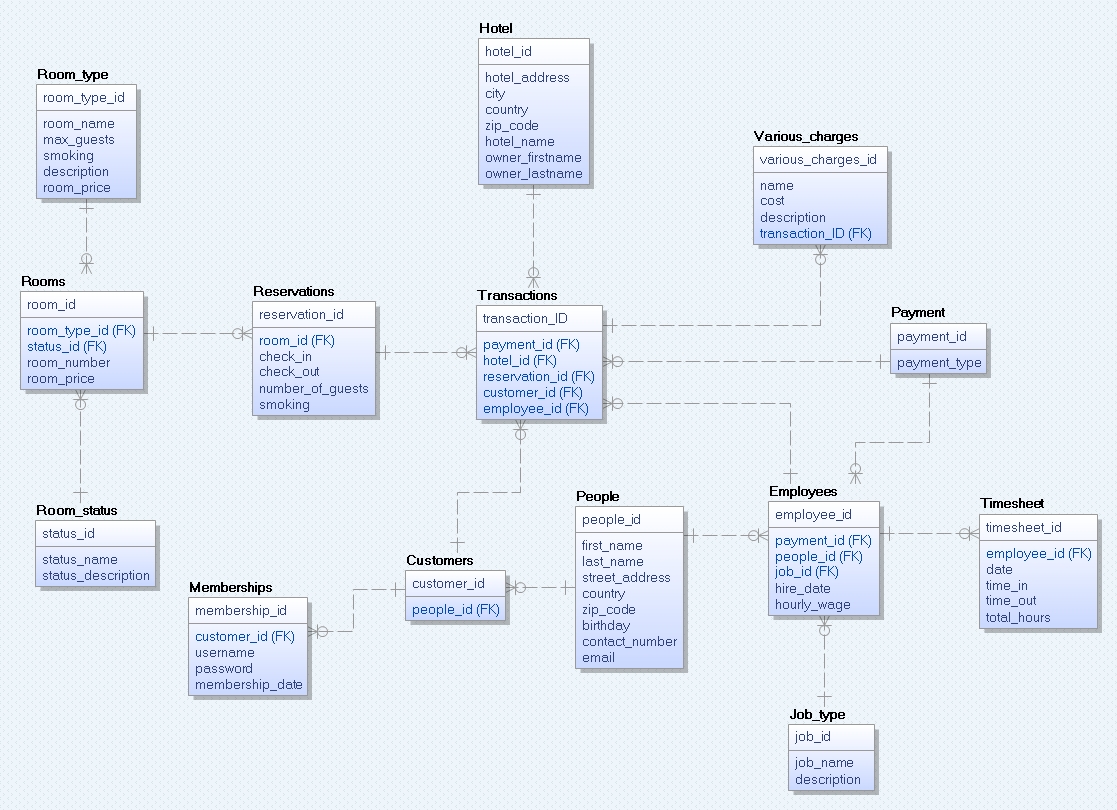 Hotel
hotel_id
hotel_address
city
country
zip_code
hotel_name
owner_firstname
owner_lastname
Room_type
room_type_id
room_name
max_guests
smoking
description
room_price
Various_charges
various_charges_id
name
cost
description
transaction_ID (FK)
Rooms
room_id
room_type_id (FK)
status_id (FK)
room_number
room_price
Reservations
reservation_id
room_id (FK)
check_in
check_out
number_of_guests
smoking
Transactions
transaction_ID
payment_id (FK)
hotel_id (FK)
reservation_id (FK)
customer_id (FK)
employee_id (FK)
Payment
payment_id
payment_type
Room_status
status_id
status_name
status_description
People
people_id
first_name
last_name
street_address
country
zip_code
birthday
contact_number
email
Employees
employee_id
payment_id (FK)
people_id (FK)
job_id (FK)
hire_date
hourly_wage
Timesheet
timesheet_id
employee_id (FK)
date
time_in
time_out
total_hours
Customers
customer_id
people_id (FK)
Memberships
membership_id
customer_id (FK)
username
password
membership_date
Job_type
job_id
job_name
description